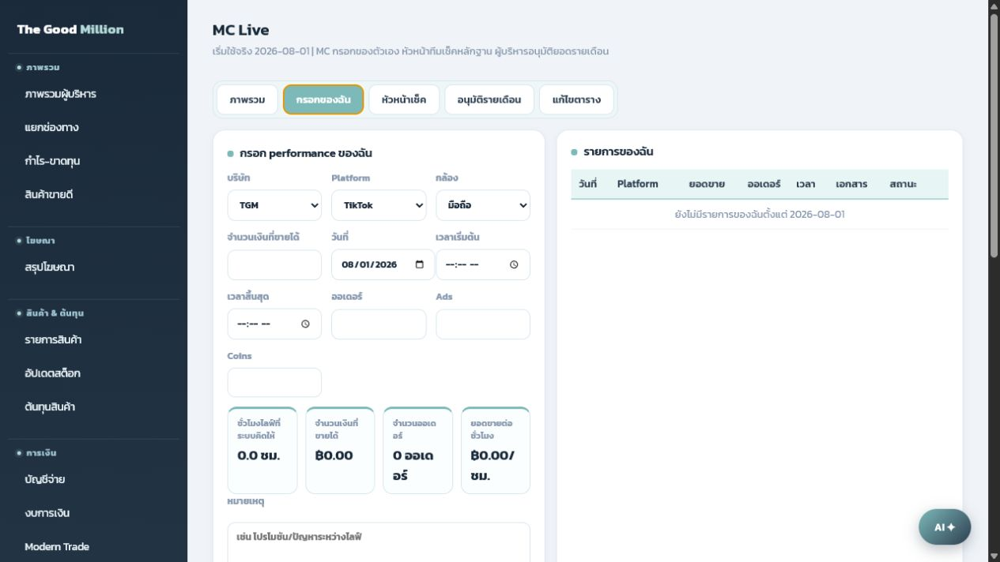 The Good Million
ภาพรวม
ภาพรวมผู้บริหาร
แยกช่องทาง
กำไร-ขาดทุน
สินค้าขายดี
โฆษณา
สรุปโฆษณา
สินค้า & ต้นทุน
รายการสินค้า
อัปเดตสต็อก
ต้นทุนสินค้า
การเงิน
บัญชีจ่าย
งบการเงิน
Modern Trade
MC Live
เริ่มใช้จริง 2026-08-01 | MC กรอกของตัวเอง หัวหน้าทีมเช็คหลักฐาน ผู้บริหารอนุมัติยอดรายเดือน
ภาพรวม กรอกของฉัน หัวหน้าเช็ค อนุมัติรายเดือน แก้ไขตาราง
กรอก performance ของฉัน
บริษัท Platform กล้อง
TGM TikTok มือถือ
จำนวนเงินที่ขายได้ วันที่ เวลาเริ่มต้น
08/01/2026 --:-- --
เวลาสิ้นสุด ออเดอร์ Ads
--:-- --
Coins
ชั่วโมงไลฟ์ที่
ระบบคิดให้
0.0 ชม.
จำนวนเงินที่
ขายได้
฿0.00
จำนวนออเด
อร์
0 ออเด
อร์
ยอดขายต่อ
ชั่วโมง
฿0.00/
ชม.
หมายเหตุ
เช่น โปรโมชัน/ปัญหาระหว่างไลฟ์
รายการของฉัน
วันที่ Platform ยอดขาย ออเดอร์ เวลา เอกสาร สถานะ
ยังไม่มีรายการของฉันตั้งแต่ 2026-08-01
AI✦